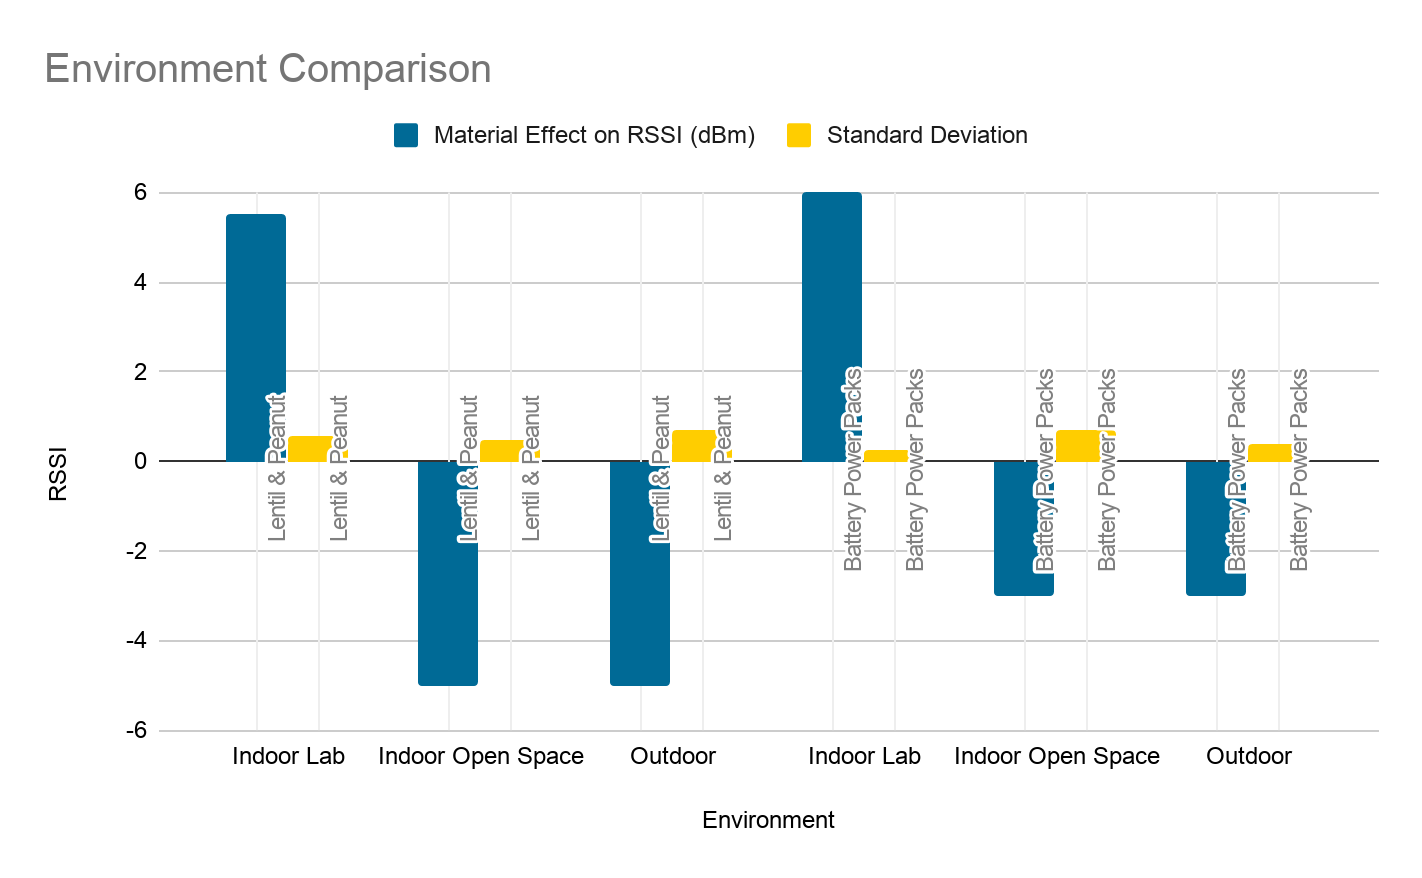 Environment Comparison
Material Effect on RSSI (dBm)
Standard Deviation
6
4
2
0
-2
-4
-6
RSSI
Lentil & Peanut
Lentil & Peanut
Lentil & Peanut
Lentil & Peanut
Lentil & Peanut
Lentil & Peanut
Battery Power Packs
Battery Power Packs
Battery Power Packs
Battery Power Packs
Battery Power Packs
Battery Power Packs
Indoor Lab
Indoor Open Space
Outdoor
Indoor Lab
Indoor Open Space
Outdoor
Environment